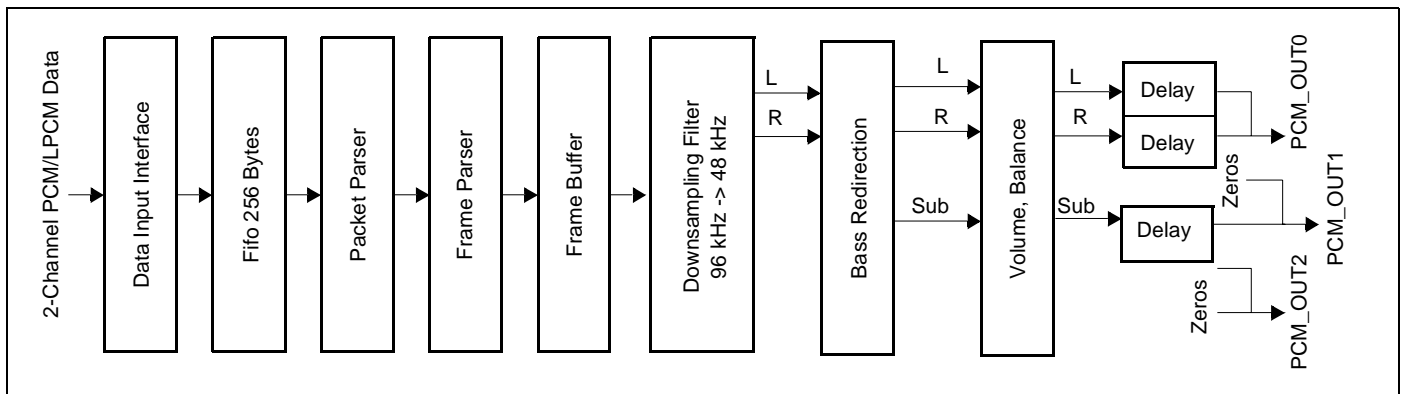 2-Channel PCM/LPCM Data
Data Input Interface
Fifo 256 Bytes
Packet Parser
Frame Parser
Frame Buffer
Downsampling Filter
96 kHz -> 48 kHz
L
R
Bass Redirection
L
R
Sub
Volume, Balance
L
R
Sub
Delay
Delay
Delay
Zeros
Zeros
PCM_OUT0
PCM_OUT1
PCM_OUT2